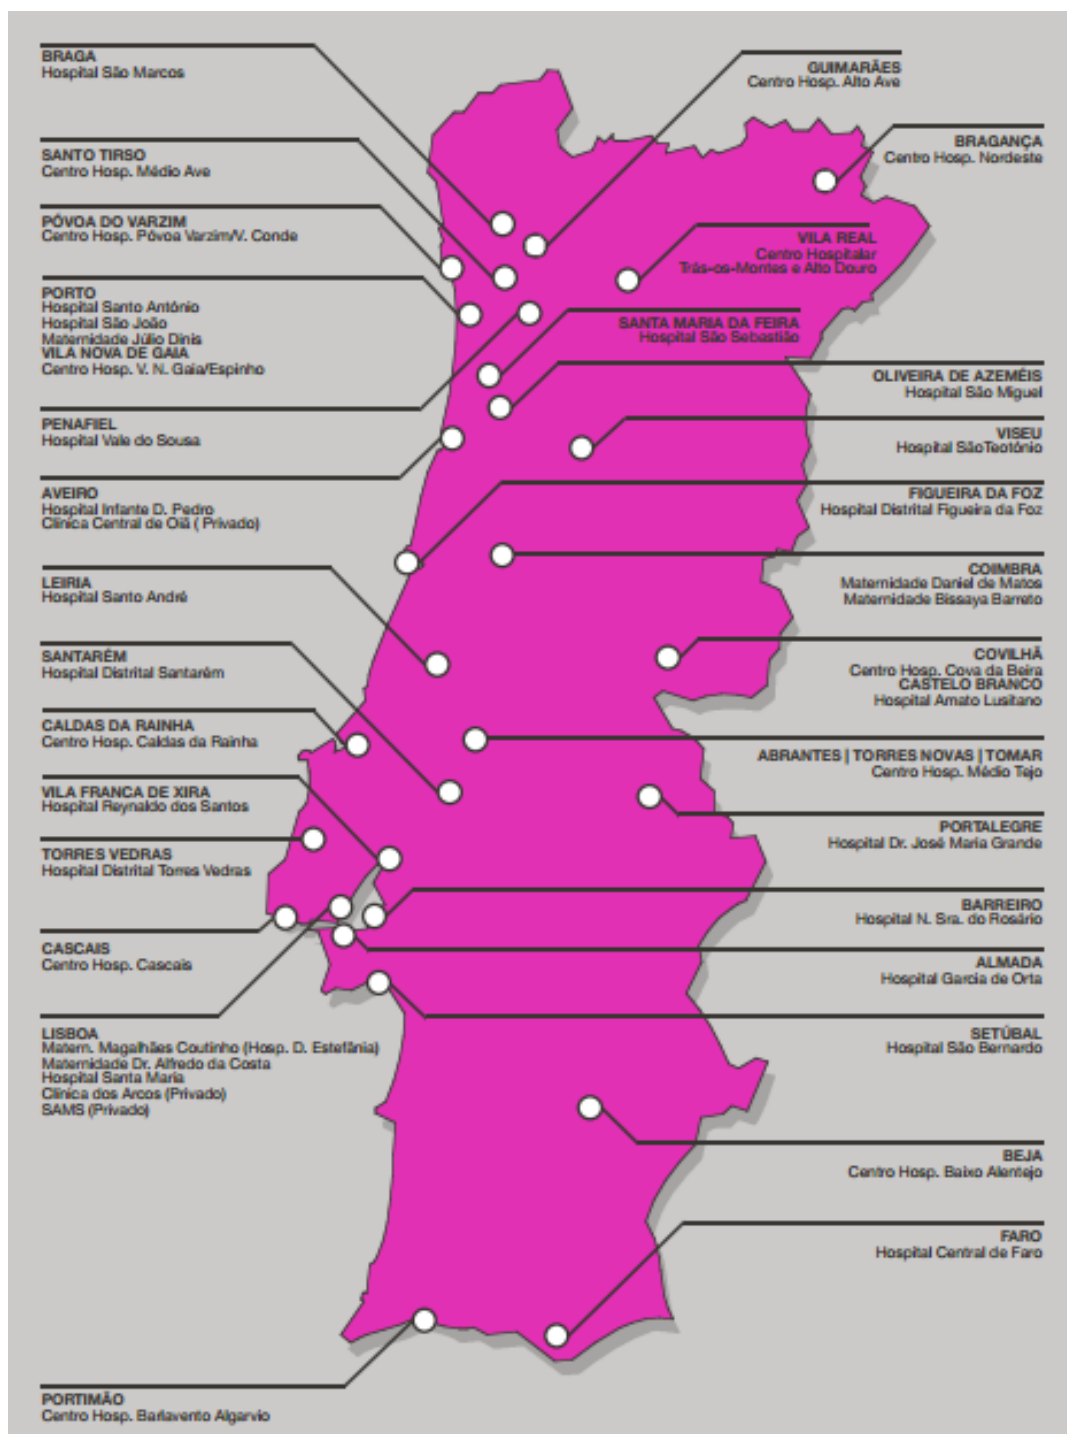 BRAGA
Hospital São Marcos
SANTO TIRSO
Centro Hosp. Médio Ave
PÓVOA DO VARZIM
Centro Hosp. Póvoa Varzim/V. Conde
PORTO
Hospital Santo António
Hospital São João
Maternidade Júlio Dinis
VILA NOVA DE GAIA
Centro Hosp. V. N. Gaia/Espinho
PENAFIEL
Hospital Vale do Sousa
AVEIRO
Hospital Infante D. Pedro
Clínica Central de Oiã ( Privado)
LEIRIA
Hospital Santo André
SANTARÉM
Hospital Distrital Santarém
CALDAS DA RAINHA
Centro Hosp. Caldas da Rainha
VILA FRANCA DE XIRA
Hospital Reynaldo dos Santos
TORRES VEDRAS
Hospital Distrital Torres Vedras
CASCAIS
Centro Hosp. Cascais
LISBOA
Matern. Magalhães Coutinho (Hosp. D. Estefânia)
Maternidade Dr. Alfredo da Costa
Hospital Santa Maria
Clínica dos Arcos (Privado)
SAMS (Privado)
PORTIMÃO
Centro Hosp. Barlavento Algarvio
GUIMARÃES
Centro Hosp. Alto Ave
BRAGANÇA
Centro Hosp. Nordeste
VILA REAL
Centro Hospitalar
Trás-os-Montes e Alto Douro
SANTA MARIA DA FEIRA
Hospital São Sebastião
OLIVEIRA DE AZEMÉIS
Hospital São Miguel
VISEU
Hospital SãoTeotónio
FIGUEIRA DA FOZ
Hospital Distrital Figueira da Foz
COIMBRA
Maternidade Daniel de Matos
Maternidade Bissaya Barreto
COVILHÃ
Centro Hosp. Cova da Beira
CASTELO BRANCO
Hospital Amato Lusitano
ABRANTES | TORRES NOVAS | TOMAR
Centro Hosp. Médio Tejo
PORTALEGRE
Hospital Dr. José Maria Grande
BARREIRO
Hospital N. Sra. do Rosário
ALMADA
Hospital Garcia de Orta
SETÚBAL
Hospital São Bernardo
BEJA
Centro Hosp. Baixo Alentejo
FARO
Hospital Central de Faro